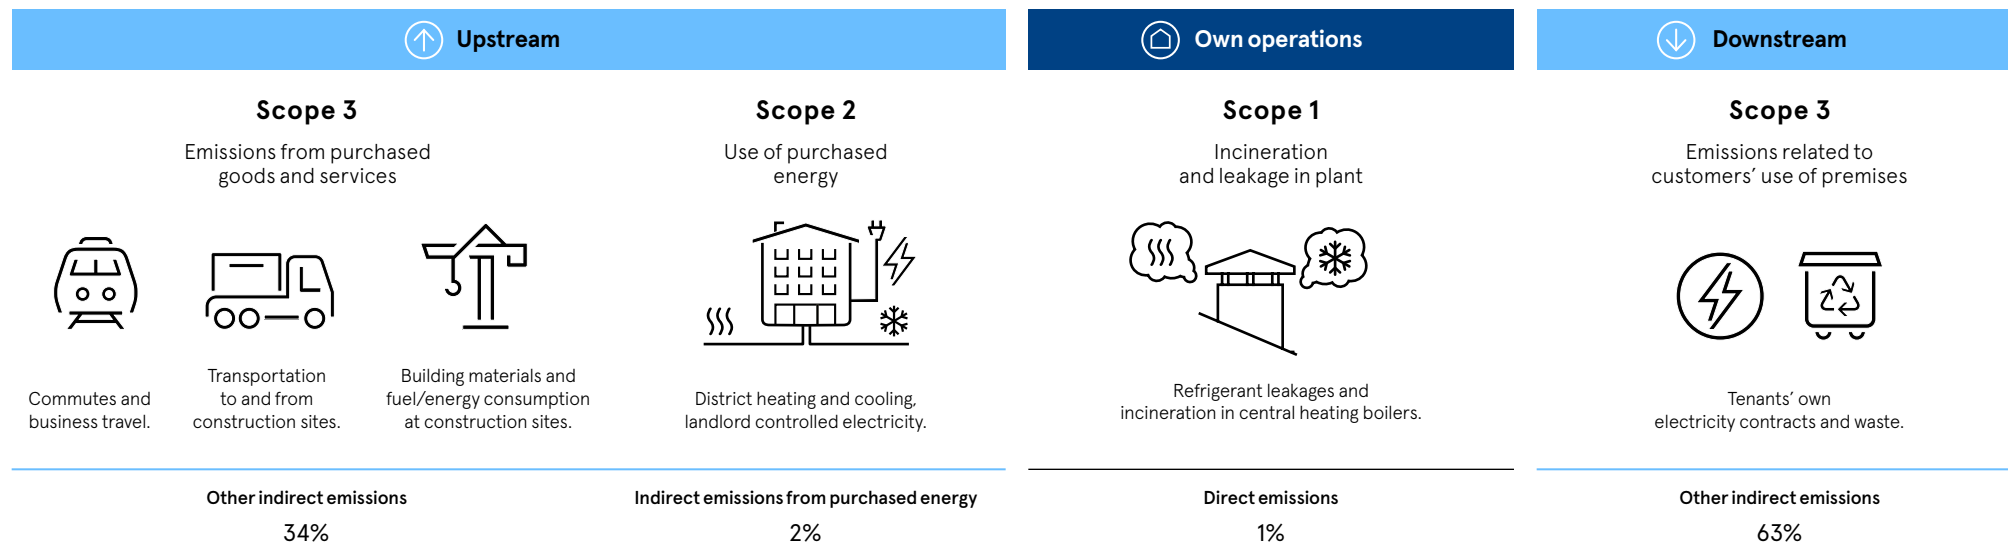 Upstream
Own operations
Downstream
Scope 3
Emissions from purchased
goods and services
Commutes and
business travel.
Transportation
to and from
construction sites.
Building materials and
fuel/energy consumption
at construction sites.
Other indirect emissions
34%
Scope 2
Use of purchased
energy
District heating and cooling,
landlord controlled electricity.
Indirect emissions from purchased energy
2%
Scope 1
Incineration
and leakage in plant
Refrigerant leakages and
incineration in central heating boilers.
Direct emissions
1%
Scope 3
Emissions related to
customers’ use of premises
Tenants’ own
electricity contracts and waste.
Other indirect emissions
63%